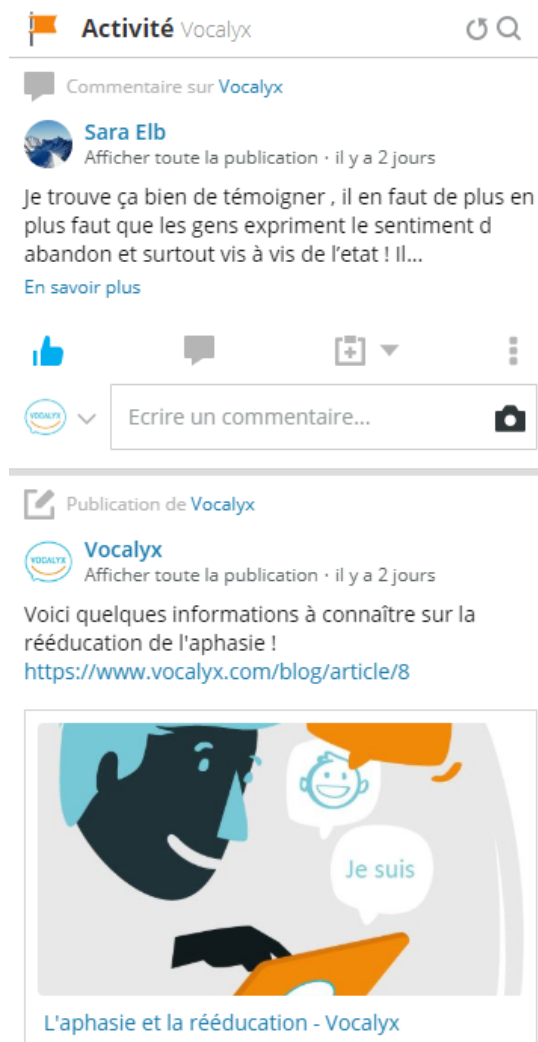 Activité Vocalyx
Commentaire sur Vocalyx
Sara Elb
Afficher toute la publication · il y a 2 jours
Je trouve ça bien de témoigner , il en faut de plus en
plus faut que les gens expriment le sentiment d
abandon et surtout vis à vis de l’etat ! Il...
En savoir plus
VOCALYX
Ecrire un commentaire...
Publication de Vocalyx
VOCALYX
Vocalyx
Afficher toute la publication · il y a 2 jours
Voici quelques informations à connaître sur la
rééducation de l'aphasie !
https://www.vocalyx.com/blog/article/8
Je suis
L'aphasie et la rééducation - Vocalyx